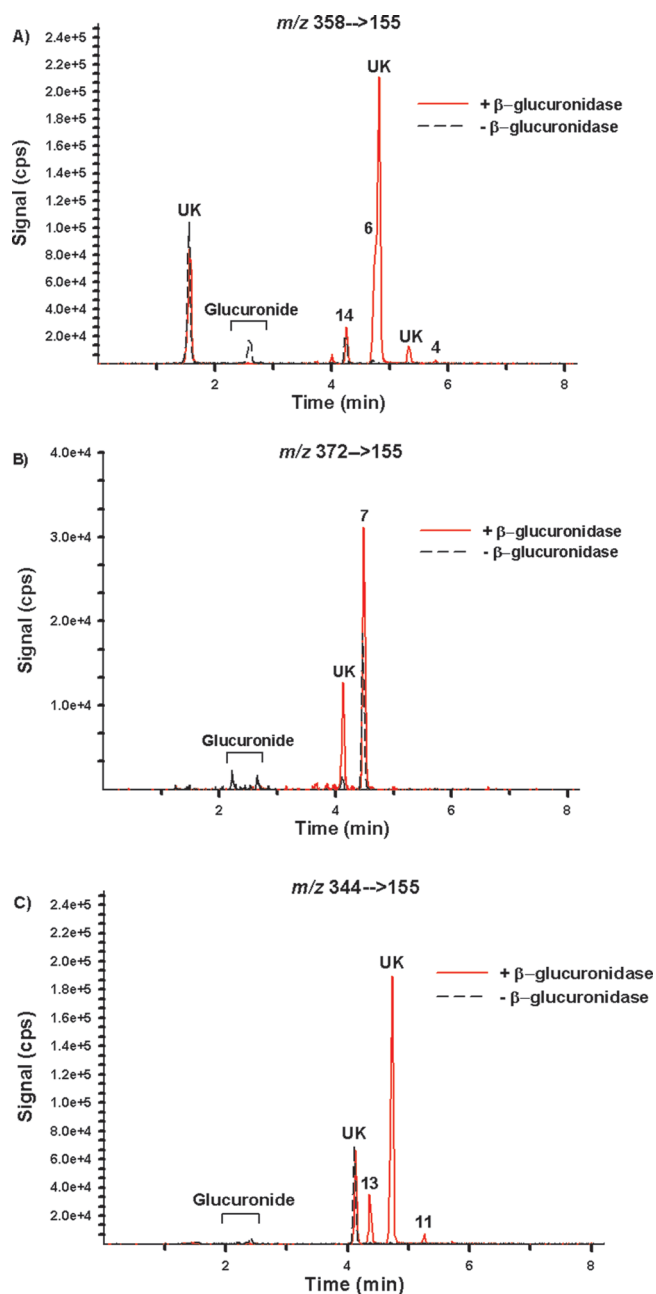 A)
m/z 358-->155
Signal (cps)
2.4e+5
2.2e+5
2.0e+5
1.8e+5
1.6e+5
1.4e+5
1.2e+5
1.0e+5
8.0e+4
6.0e+4
4.0e+4
2.0e+4
UK
Glucuronide
14
6
UK
UK
4
+ β–glucuronidase
- β–glucuronidase
2 4 6 8
Time (min)
B)
m/z 372-->155
Signal (cps)
4.0e+4
3.0e+4
2.0e+4
1.0e+4
Glucuronide
UK
7
+ β–glucuronidase
- β–glucuronidase
2 4 6 8
Time (min)
C)
m/z 344-->155
Signal (cps)
2.4e+5
2.2e+5
2.0e+5
1.8e+5
1.6e+5
1.4e+5
1.2e+5
1.0e+5
8.0e+4
6.0e+4
4.0e+4
2.0e+4
Glucuronide
UK
13
UK
11
+ β–glucuronidase
- β–glucuronidase
2 4 6 8
Time (min)